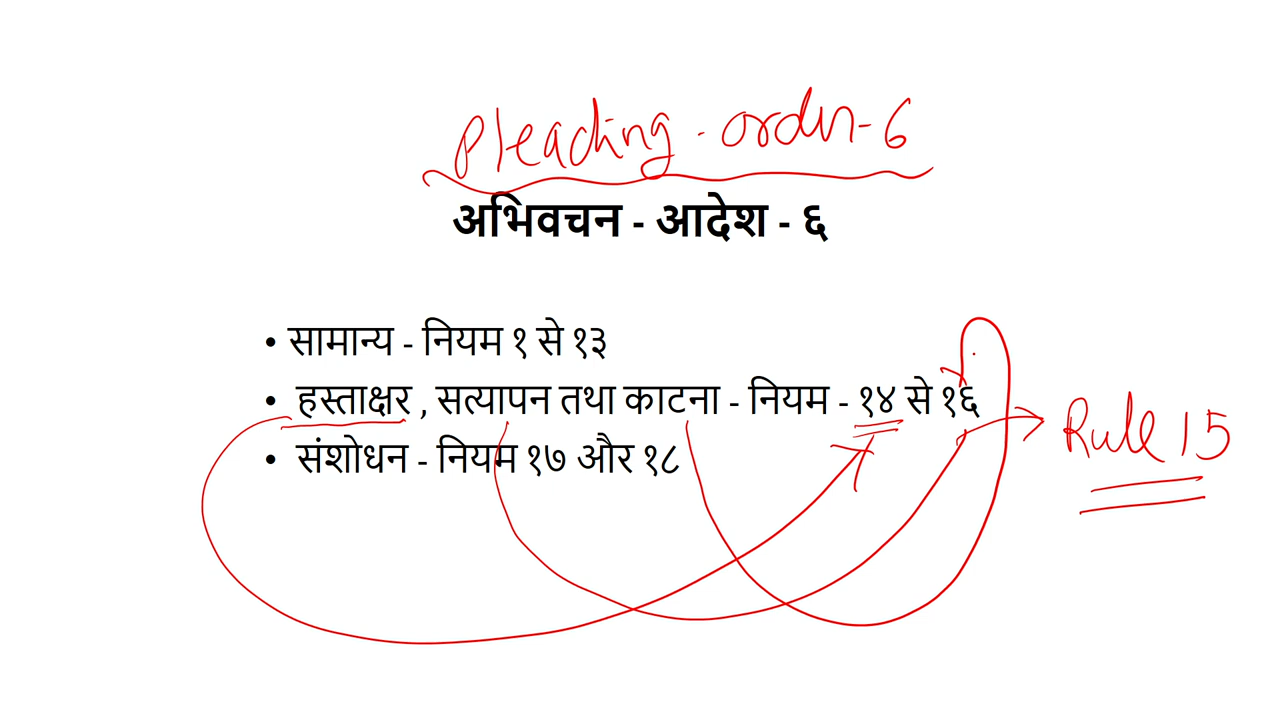 Pleading - order - 6
अभिवचन - आदेश - ६
• सामान्य - नियम १ से १३
• हस्ताक्षर , सत्यापन तथा काटना - नियम - १४ से १६
Rule 15
• संशोधन - नियम १७ और १८